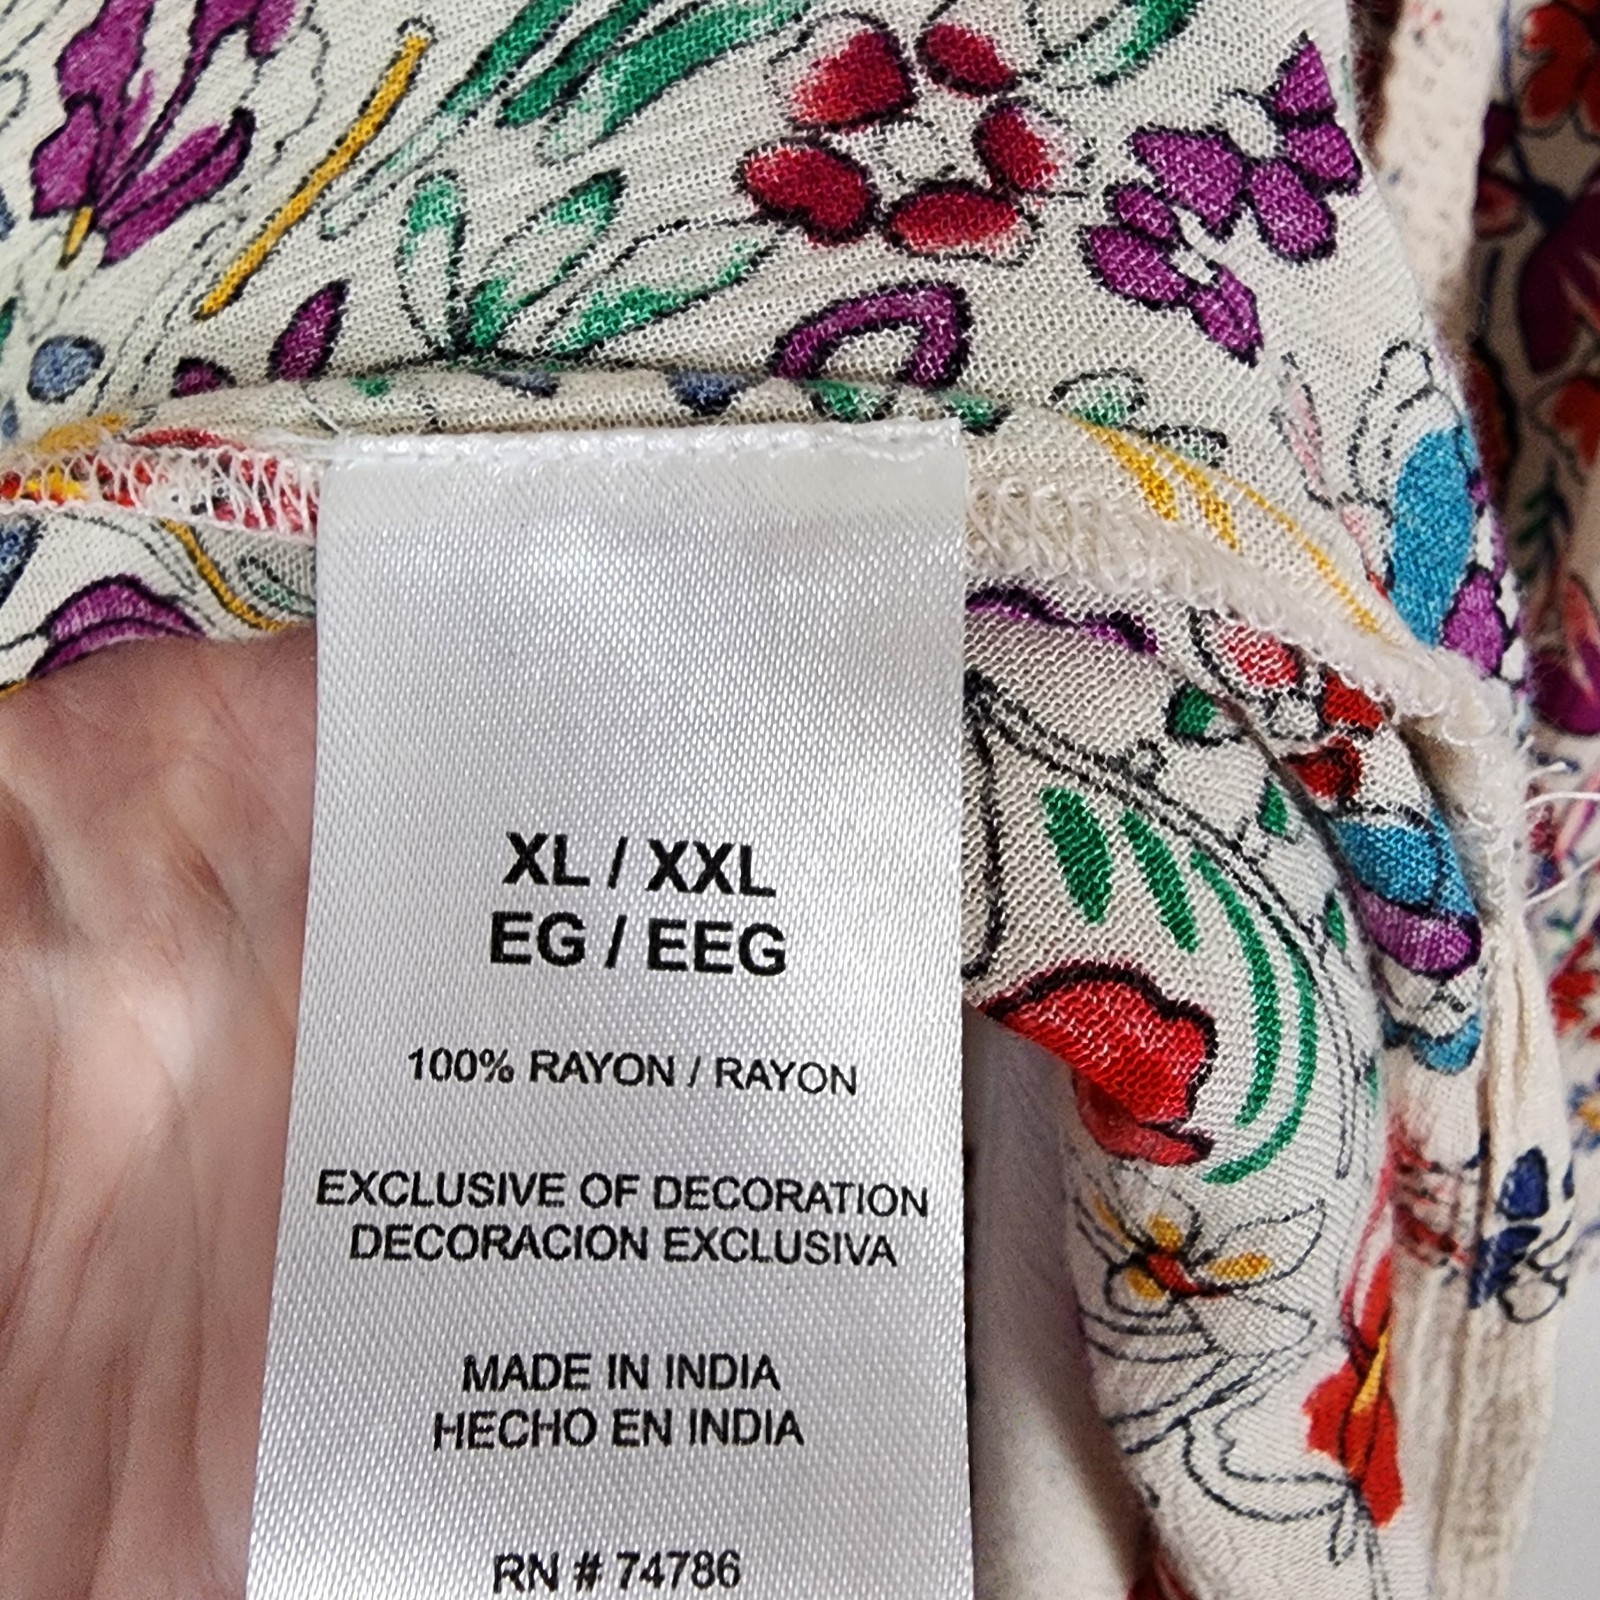 XL / XXL
EG / EEG
100% RAYON / RAYON
EXCLUSIVE OF DECORATION
DECORACION EXCLUSIVA
MADE IN INDIA
HECHO EN INDIA
RN # 74786